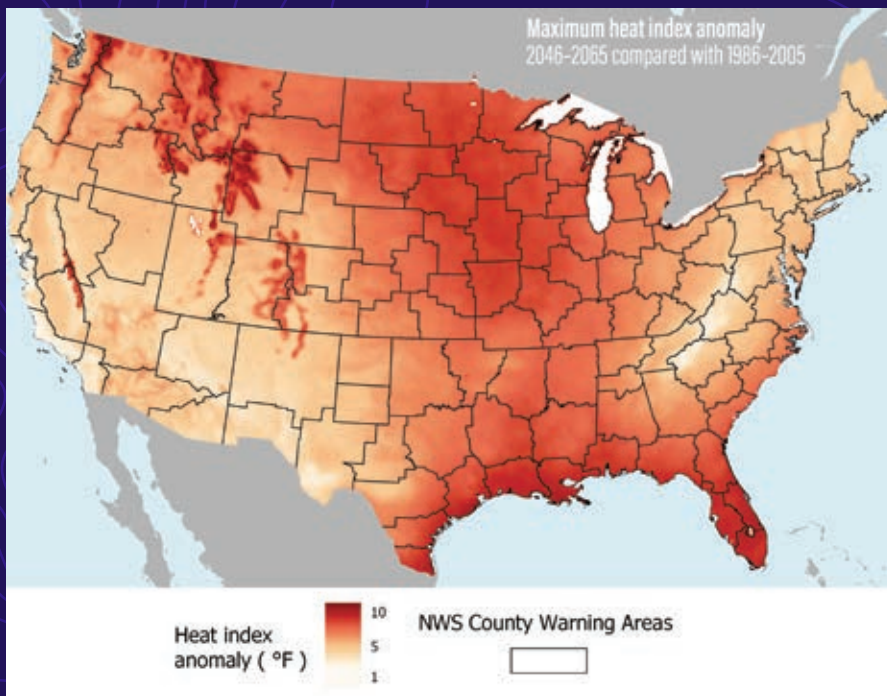 Maximum heat index anomaly
2046–2065 compared with 1986–2005
Heat index
anomaly ( °F )
10
5
1
NWS County Warning Areas